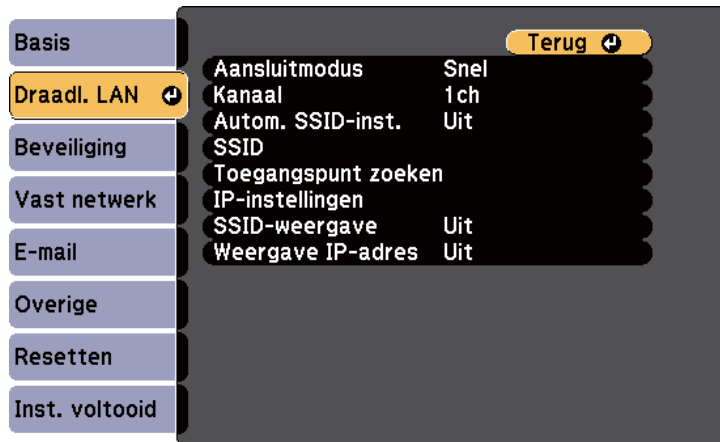 Basis
Draadl. LAN
Beveiliging
Vast netwerk
E-mail
Overige
Resetten
Inst. voltooid
Terug
Aansluitmodus Snel
Kanaal 1ch
Autom. SSID-inst. Uit
SSID
Toegangspunt zoeken
IP-instellingen
SSID-weergave Uit
Weergave IP-adres Uit